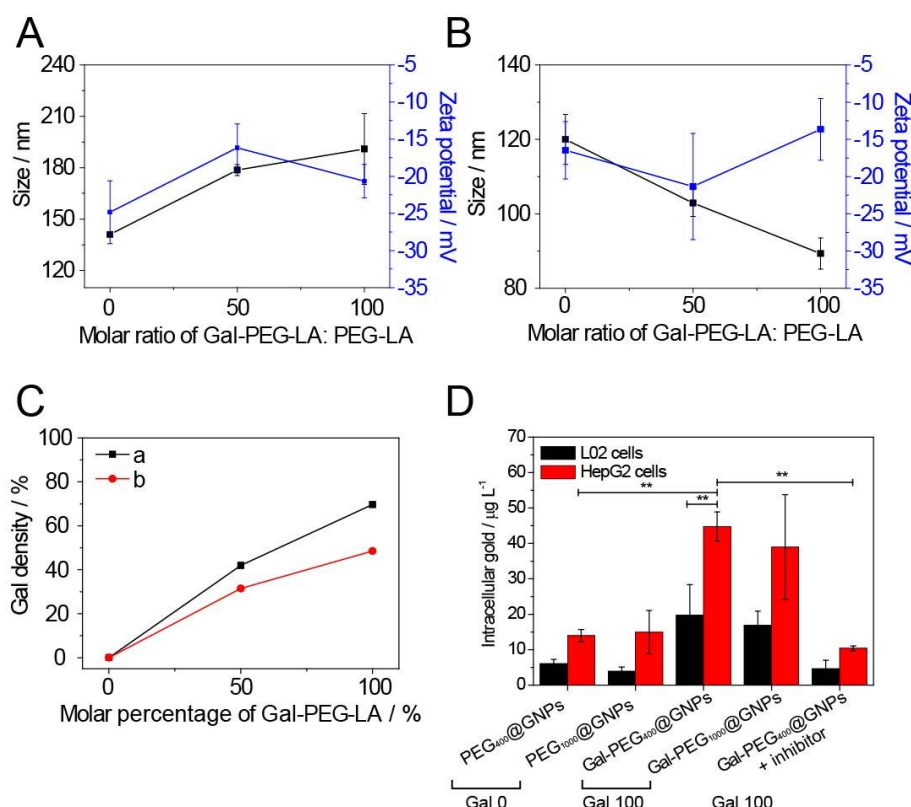 A
240
210
180
150
120
Size / nm
-5
-10
-15
-20
-25
-30
-35
Zeta potential / mV
0
50
100
Molar ratio of Gal-PEG-LA: PEG-LA
B
140
120
100
80
Size / nm
-5
-10
-15
-20
-25
-30
-35
Zeta potential / mV
0
50
100
Molar ratio of Gal-PEG-LA: PEG-LA
C
100
80
60
40
20
0
Gal density / %
a
b
0
50
100
Molar percentage of Gal-PEG-LA / %
D
70
60
50
40
30
20
10
0
Intracellular gold / µg L⁻¹
L02 cells
HepG2 cells
**
**
**
PEG₄₀₀@GNPs
PEG₁₀₀₀@GNPs
Gal-PEG₄₀₀@GNPs
Gal-PEG₁₀₀₀@GNPs
Gal-PEG₄₀₀@GNPs
+ inhibitor
Gal 0
Gal 100
Gal 100